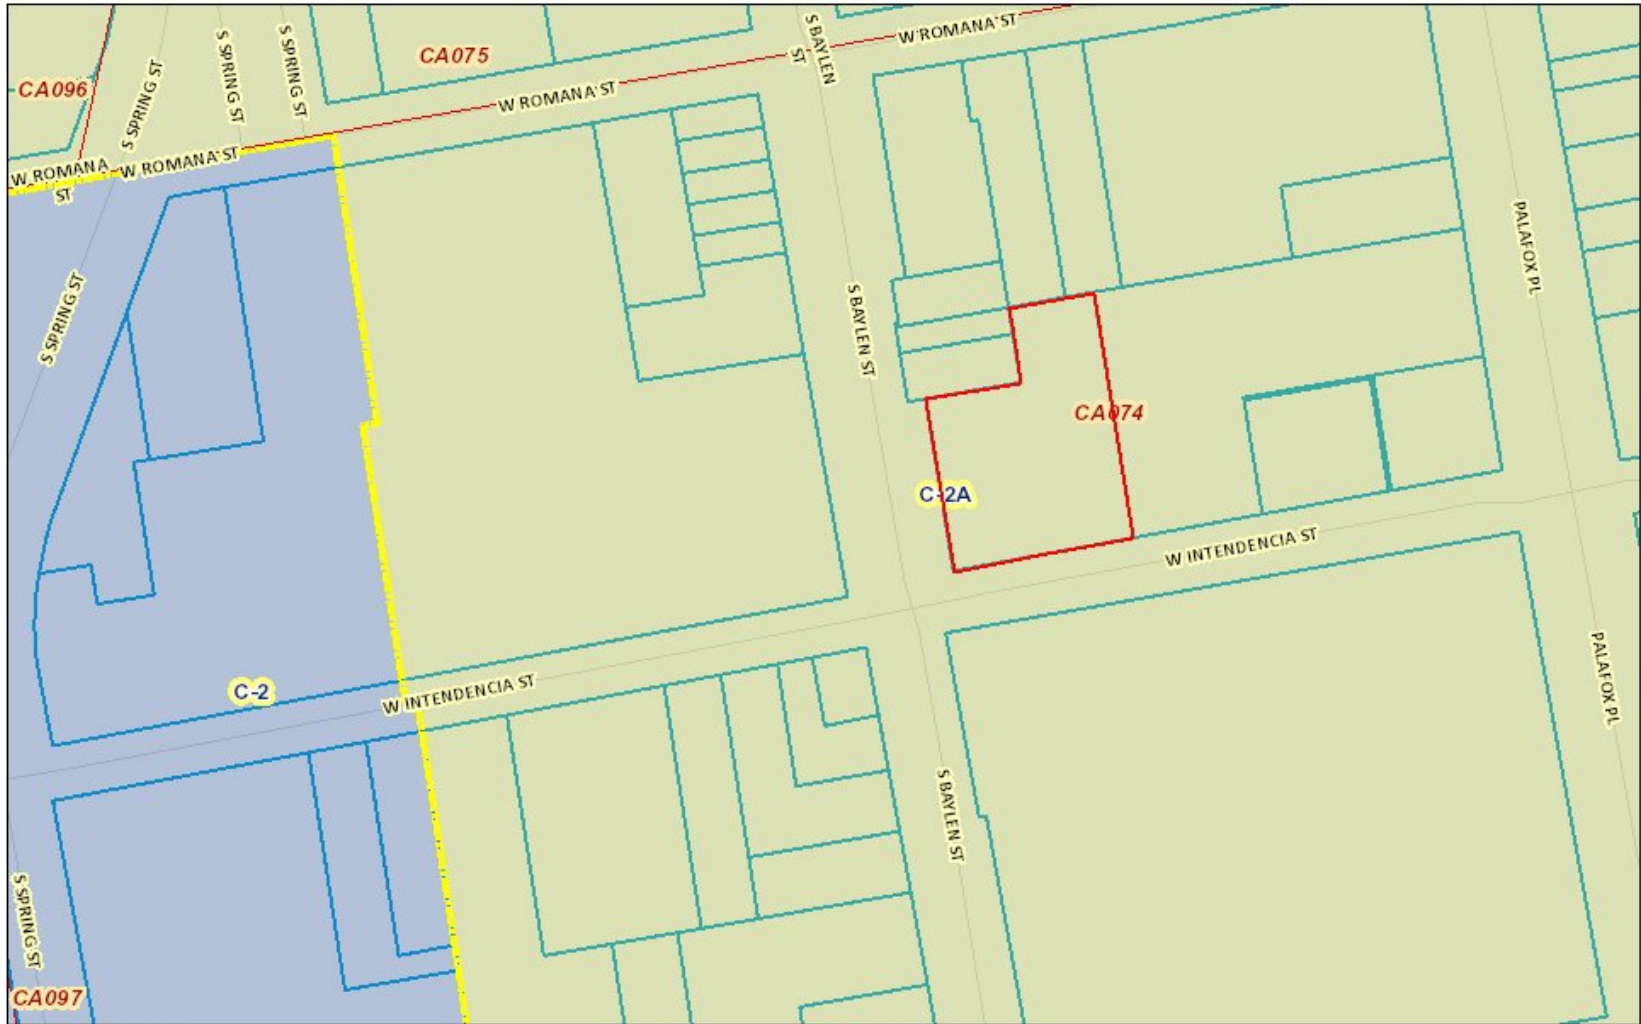 S SPRING ST
S SPRING ST
S SPRING ST
CA075
S BAYLEN
ST
W ROMANA ST
CA096
W ROMANA ST
W ROMANA
ST
W ROMANA ST
S SPRING ST
S BAYLEN ST
PALAFOX PL
CA074
C-2A
W INTENDENCIA ST
C-2
W INTENDENCIA ST
PALAFOX PL
S BAYLEN ST
S SPRING ST
CA097